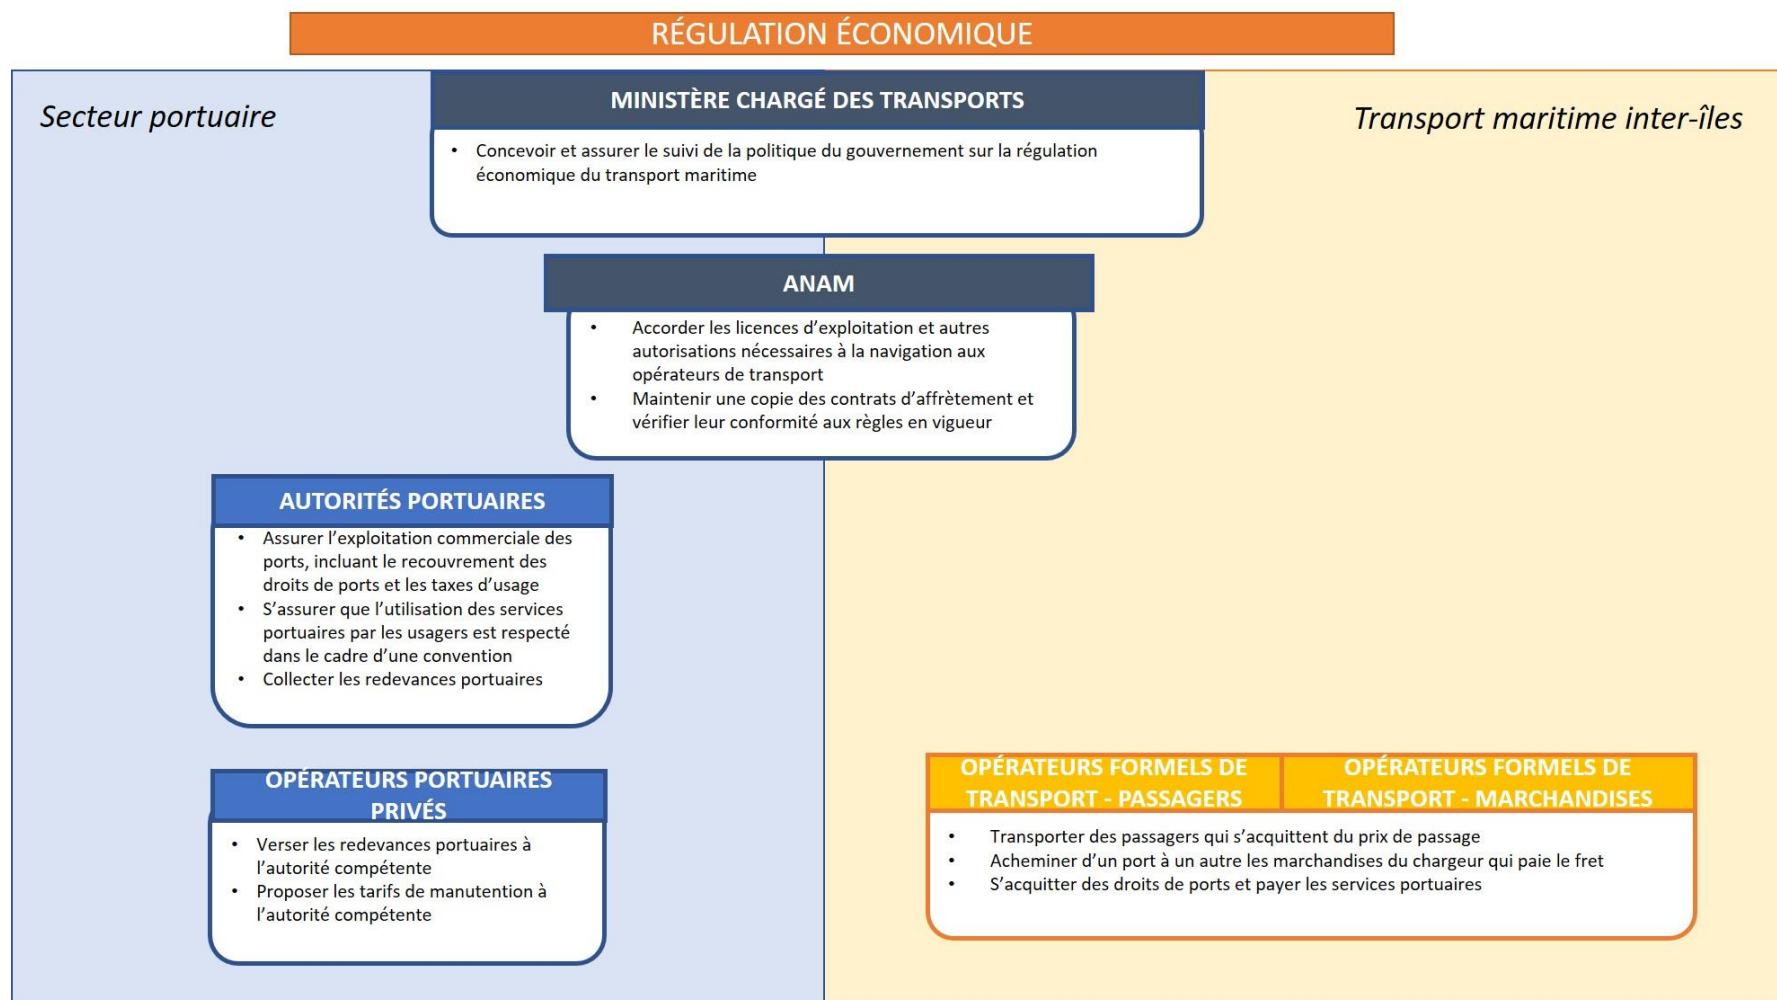 RÉGULATION ÉCONOMIQUE
Secteur portuaire
MINISTÈRE CHARGÉ DES TRANSPORTS
Transport maritime inter-îles
• Concevoir et assurer le suivi de la politique du gouvernement sur la régulation
économique du transport maritime
ANAM
• Accorder les licences d’exploitation et autres
autorisations nécessaires à la navigation aux
opérateurs de transport
• Maintenir une copie des contrats d’affrètement et
vérifier leur conformité aux règles en vigueur
AUTORITÉS PORTUAIRES
• Assurer l’exploitation commerciale des
ports, incluant le recouvrement des
droits de ports et les taxes d’usage
• S’assurer que l’utilisation des services
portuaires par les usagers est respecté
dans le cadre d’une convention
• Collecter les redevances portuaires
OPÉRATEURS PORTUAIRES
PRIVÉS
• Verser les redevances portuaires à
l’autorité compétente
• Proposer les tarifs de manutention à
l’autorité compétente
OPÉRATEURS FORMELS DE
TRANSPORT - PASSAGERS
OPÉRATEURS FORMELS DE
TRANSPORT - MARCHANDISES
• Transporter des passagers qui s’acquittent du prix de passage
• Acheminer d’un port à un autre les marchandises du chargeur qui paie le fret
• S’acquitter des droits de ports et payer les services portuaires